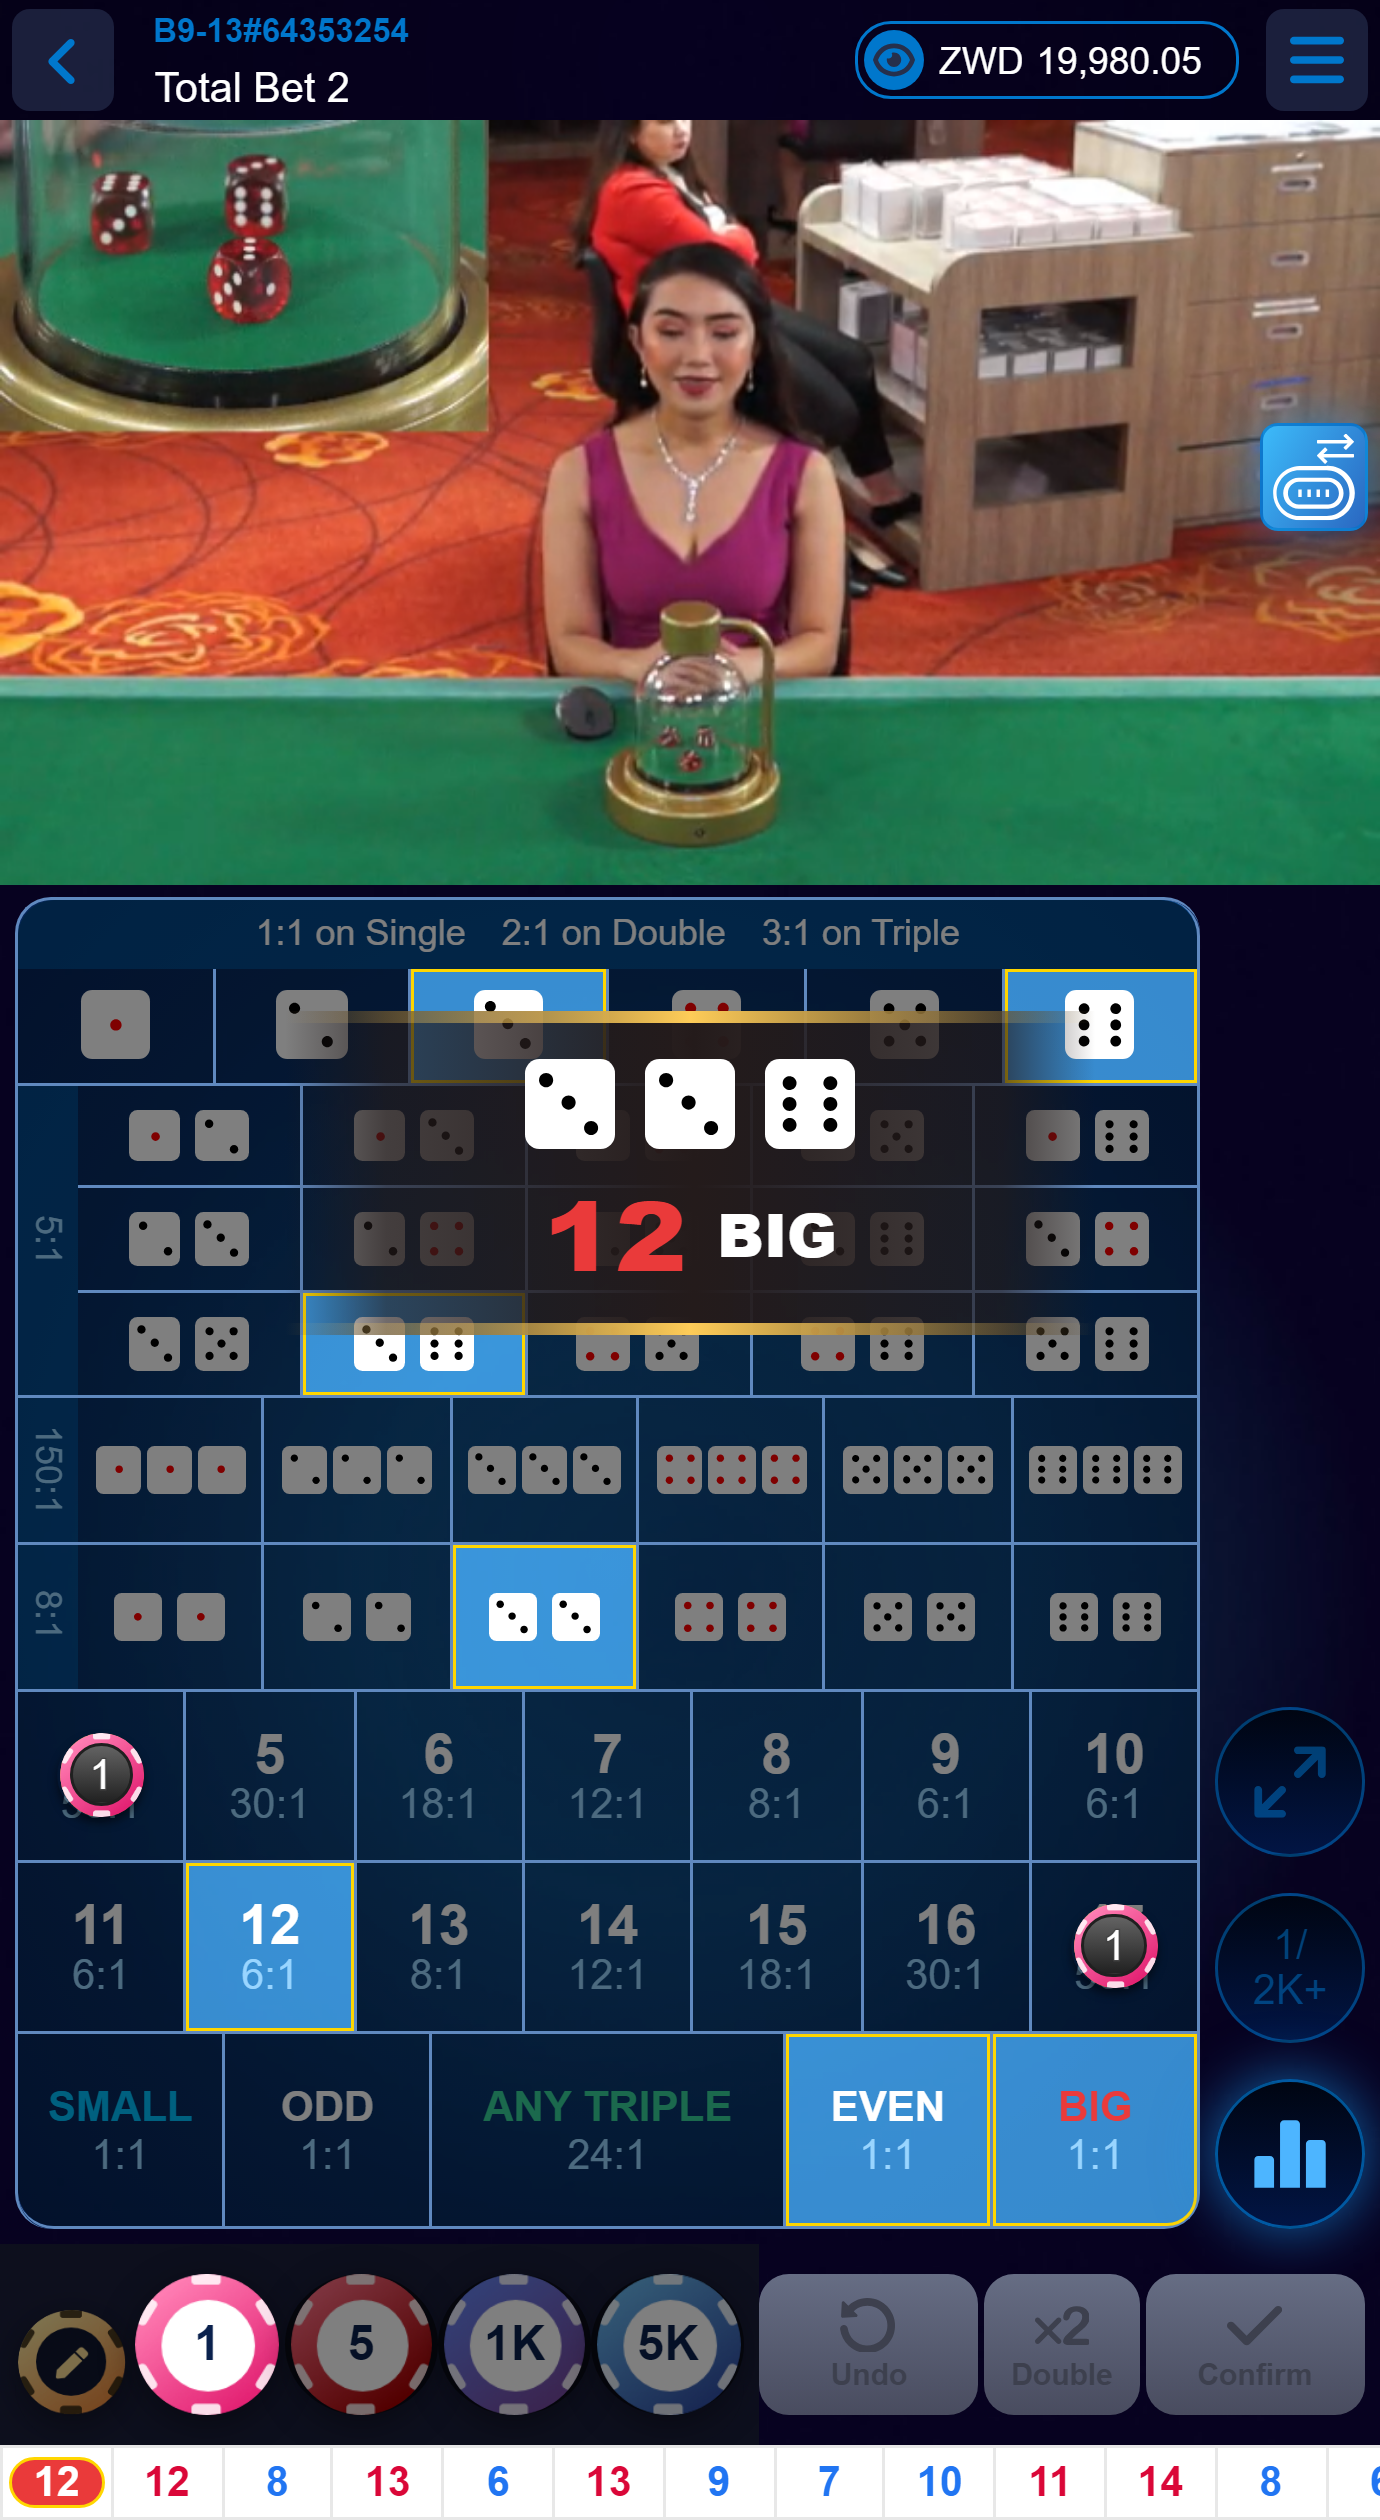 B9-13#64353254
Total Bet 2
ZWD 19,980.05
1:1 on Single 2:1 on Double 3:1 on Triple
12 BIG
5:1
150:1
8:1
1
5 6 7 8 9 10
30:1 18:1 12:1 8:1 6:1 6:1
11 12 13 14 15 16 1
6:1 6:1 8:1 12:1 18:1 30:1
SMALL ODD ANY TRIPLE EVEN BIG
1:1 1:1 24:1 1:1 1:1
1/
2K+
1 5 1K 5K
x2
Undo Double Confirm
12 12 8 13 6 13 9 7 10 11 14 8